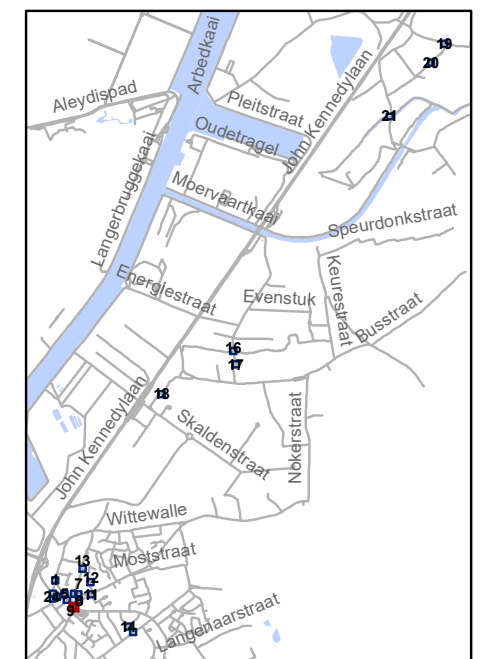 Arbedkaai
19
20
Aleydispad
Pleitstraat
21
John Kennedylaan
Oudetragel
Langerbruggekaai
Moervaartkaai
Speurdonkstraat
Energiestraat
Evenstuk
Keurestraat
Busstraat
16
17
18
John Kennedylaan
Skaldenstraat
Nokerstraat
Wittewalle
Moststraat
13
12
7
11
9
14
Langenaarstraat